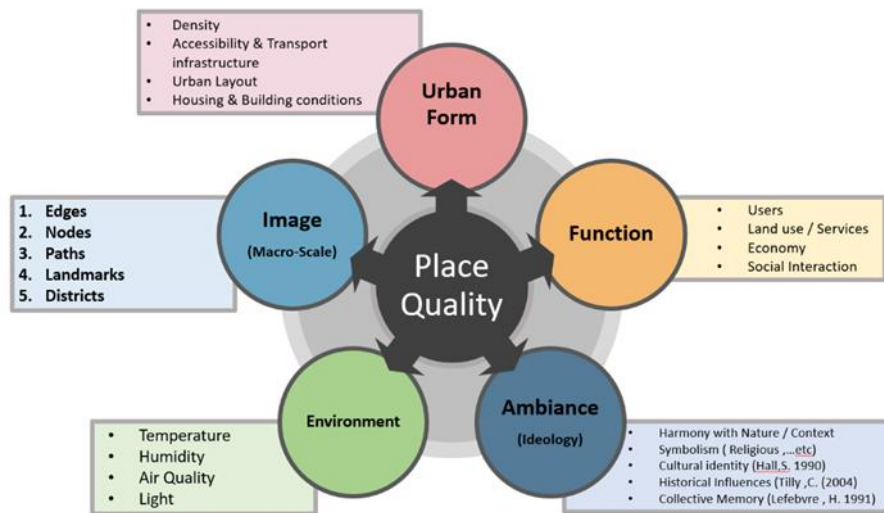 • Density
• Accessibility & Transport
infrastructure
• Urban Layout
• Housing & Building conditions
Urban
Form
1. Edges
2. Nodes
3. Paths
4. Landmarks
5. Districts
Image
(Macro-Scale)
Place
Quality
Function
• Users
• Land use / Services
• Economy
• Social Interaction
• Temperature
• Humidity
• Air Quality
• Light
Environment
Ambiance
(Ideology)
• Harmony with Nature / Context
• Symbolism ( Religious ,...etc)
• Cultural identity (Hall,S. 1990)
• Historical Influences (Tilly ,C. (2004)
• Collective Memory (Lefebvre , H. 1991)